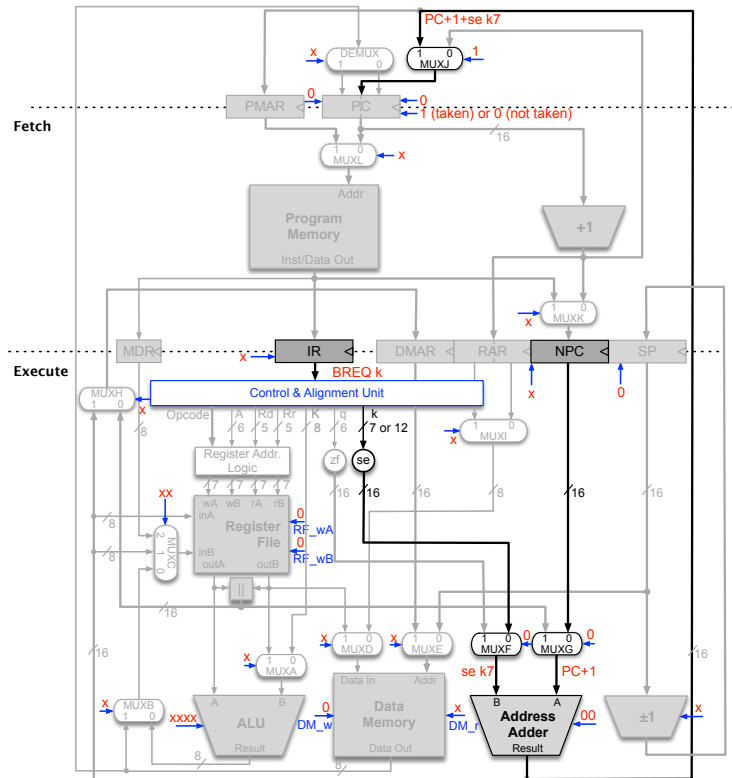 PC+1+se k7
x
DEMUX
1 0
1 0
MUXJ
1
0
PMAR
PC
0
1 (taken) or 0 (not taken)
Fetch
16
1 0
MUXL
x
Addr
Program
Memory
Inst/Data Out
+1
1 0
MUXK
x
MDR
x
IR
DMAR
RAR
NPC
SP
Execute
BREQ k
x
0
MUXH
1 0
x
Control & Alignment Unit
8
Opcode
A
Rd
Rr
K
q
k
6
5
5
8
6
7 or 12
1 0
MUXI
x
Register Addr.
Logic
zf
se
7
7
7
7
16
16
16
8
16
16
xx
wA
wB
rA
rB
inA
Register
File
inB
outA
outB
0
RF_wA
0
RF_wB
8
8
2
1
0
MUXC
||
16
16
x
1 0
MUXD
x
1 0
MUXE
1 0
MUXF
0
1 0
MUXG
0
x
1 0
MUXA
se k7
PC+1
x
MUXB
1 0
xxxx
A
B
ALU
Result
8
Data In
Addr
Data
Memory
Data Out
0
DM_w
x
DM_r
B
A
Address
Adder
Result
00
±1
x
8